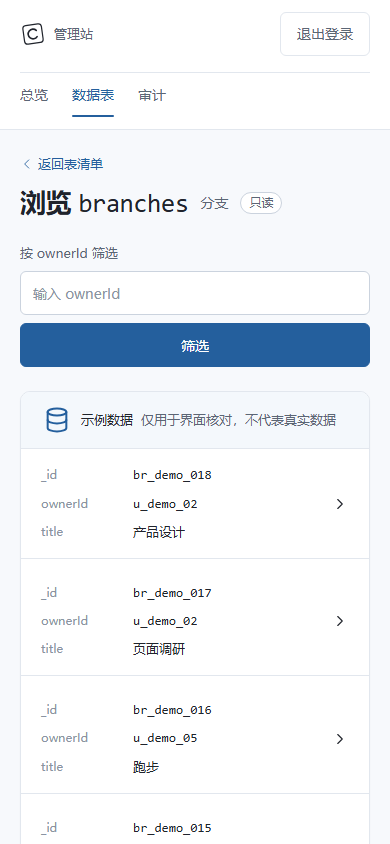 管理站
退出登录
总览 数据表 审计
返回表清单
浏览 branches 分支 只读
按 ownerId 筛选
输入 ownerId
筛选
示例数据 仅用于界面核对，不代表真实数据
_id br_demo_018
ownerId u_demo_02
title 产品设计
_id br_demo_017
ownerId u_demo_02
title 页面调研
_id br_demo_016
ownerId u_demo_05
title 跑步
_id br_demo_015